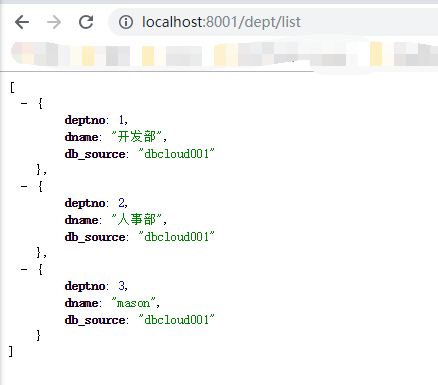 localhost:8001/dept/list
[
– {
deptno: 1,
dname: "开发部",
db_source: "dbcloud001"
},
– {
deptno: 2,
dname: "人事部",
db_source: "dbcloud001"
},
– {
deptno: 3,
dname: "mason",
db_source: "dbcloud001"
}
]